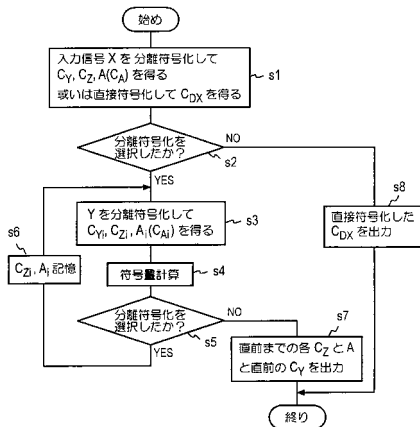 始め
入力信号 X を 分離符号化して
C_Y, C_Z, A(C_A) を得る
或いは直接符号化して C_DX を得る
s1
分離符号化を
選択したか？
NO
s2
YES
s8
s6
Y を分離符号化して
C_Yi, C_Zi, A_i(C_Ai) を得る
s3
直接符号化した
C_DX を出力
C_Zi, A_i 記憶
s4
符号量計算
分離符号化を
選択したか？
NO
s5
s7
YES
直前までの各 C_Z と A
と直前の C_Y を出力
終り